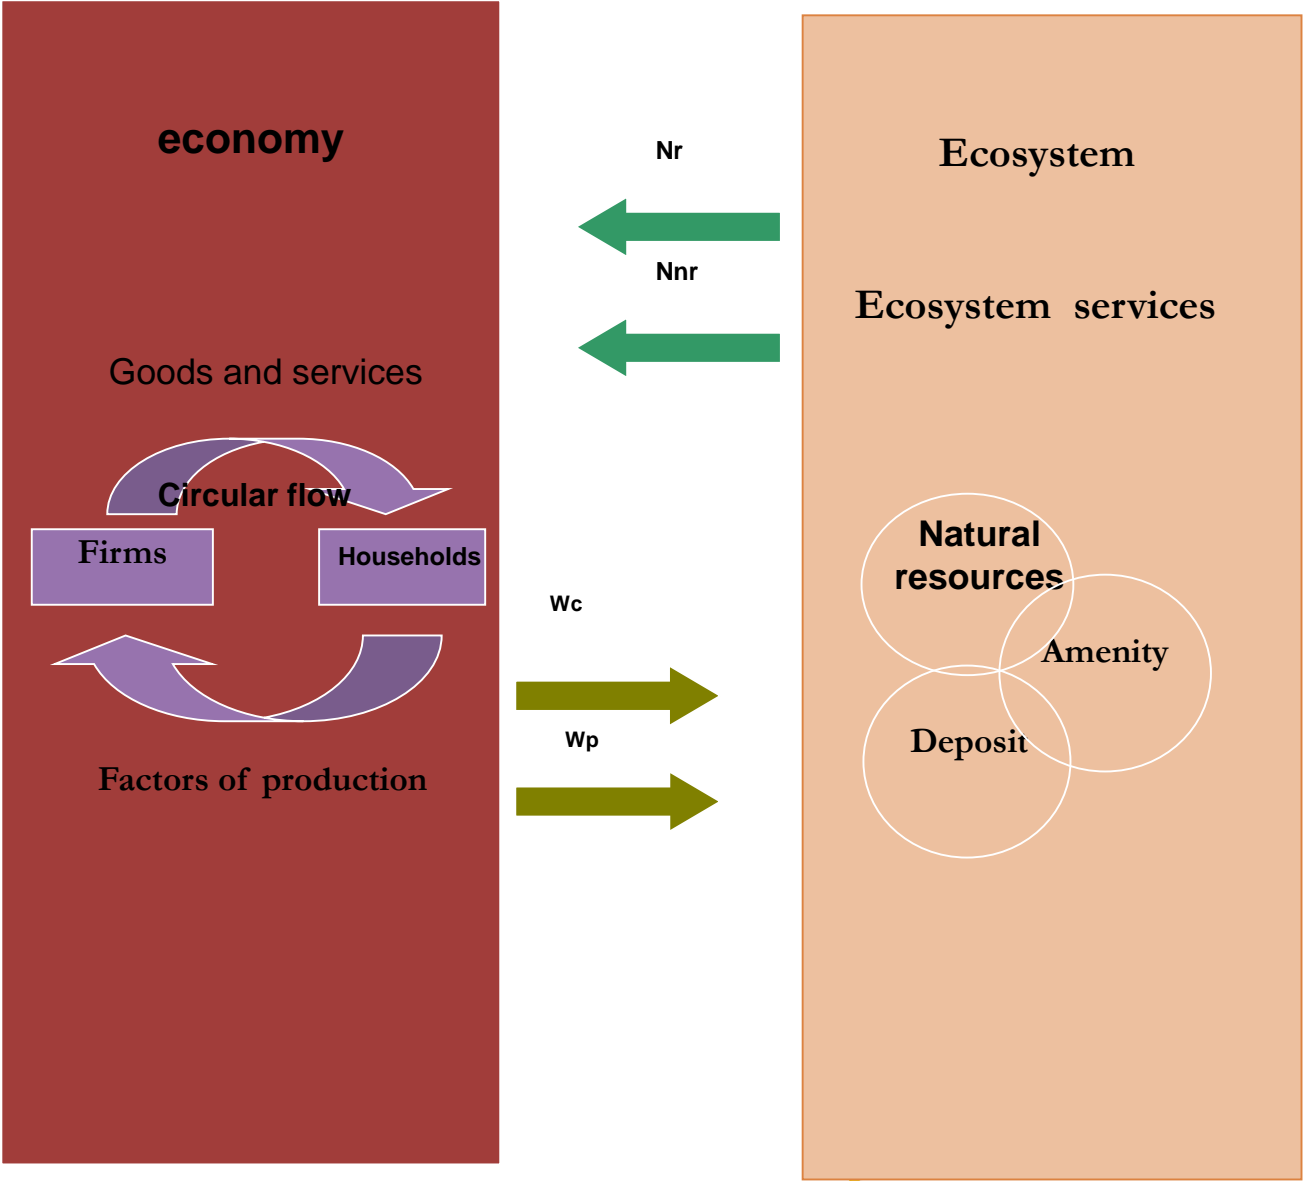 economy
Goods and services
Circular flow
Firms
Households
Factors of production
Nr
Nnr
Wc
Wp
Ecosystem
Ecosystem services
Natural
resources
Amenity
Deposit